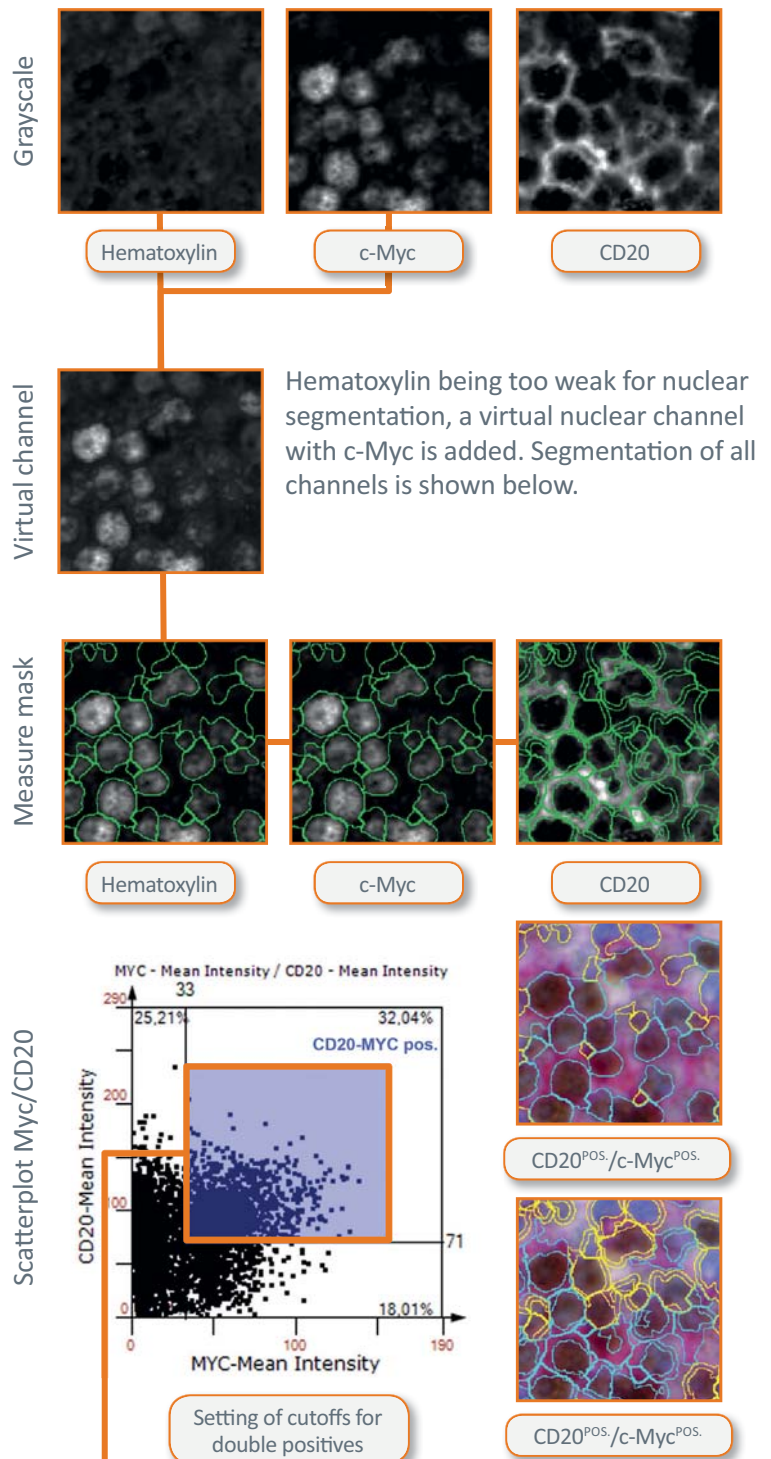 Grayscale
Hematoxylin
c-Myc
CD20
Virtual channel
Hematoxylin being too weak for nuclear
segmentation, a virtual nuclear channel
with c-Myc is added. Segmentation of all
channels is shown below.
Measure mask
Hematoxylin
c-Myc
CD20
Scatterplot Myc/CD20
MYC - Mean Intensity / CD20 - Mean Intensity
33
290
25,21%
32,04%
CD20-MYC pos.
200
100
CD20-Mean Intensity
71
0
18,01%
0
100
190
MYC-Mean Intensity
Setting of cutoffs for
double positives
CD20POS./c-MycPOS.
CD20POS./c-MycPOS.